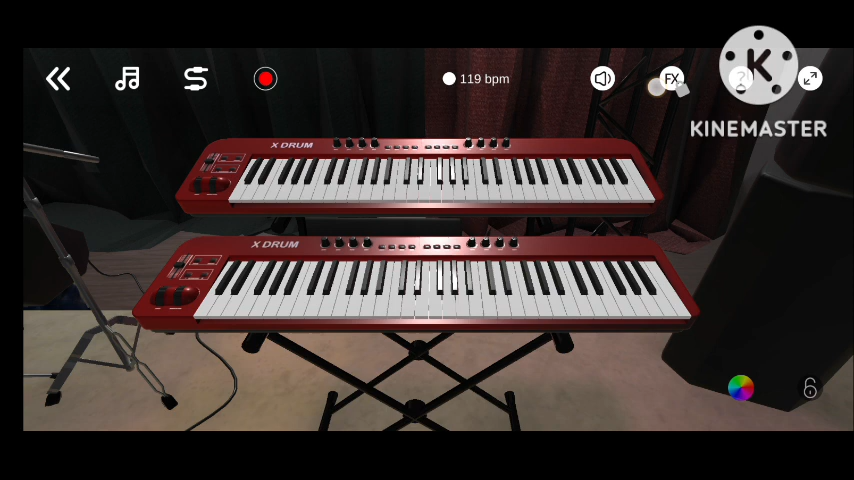 119 bpm
FX
?
K
KINEMASTER
X DRUM
X DRUM